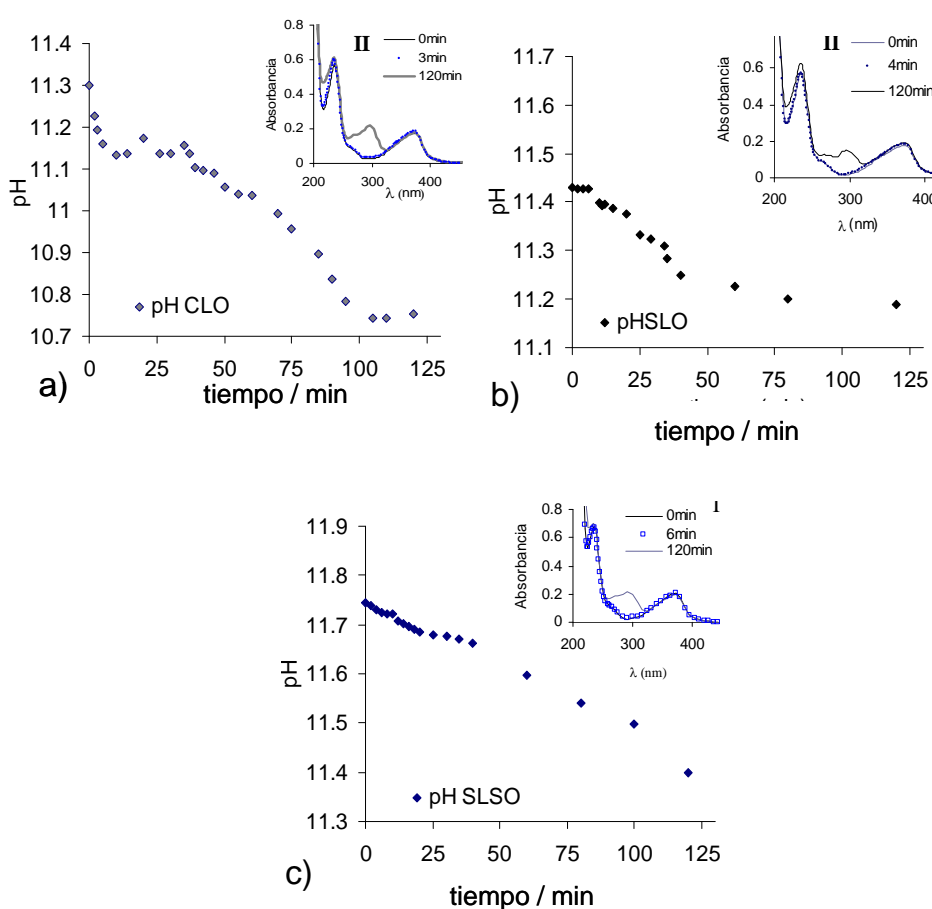 11.4
11.3
11.2
11.1
11
10.9
10.8
10.7
pH
0 25 50 75 100 125
tiempo / min
pH CLO
a)
II
0.8
0.6
0.4
0.2
0
Absorbancia
200 300 400
λ (nm)
0min
3min
120min
11.7
11.6
11.5
11.4
11.3
11.2
11.1
pH
0 25 50 75 100 125
tiempo / min
pHSLO
b)
II
0.6
0.4
0.2
0
Absorbancia
200 300 400
λ (nm)
0min
4min
120min
11.9
11.8
11.7
11.6
11.5
11.4
11.3
pH
0 25 50 75 100 125
tiempo / min
pH SLSO
c)
I
0.8
0.6
0.4
0.2
0
Absorbancia
200 300 400
λ (nm)
0min
6min
120min